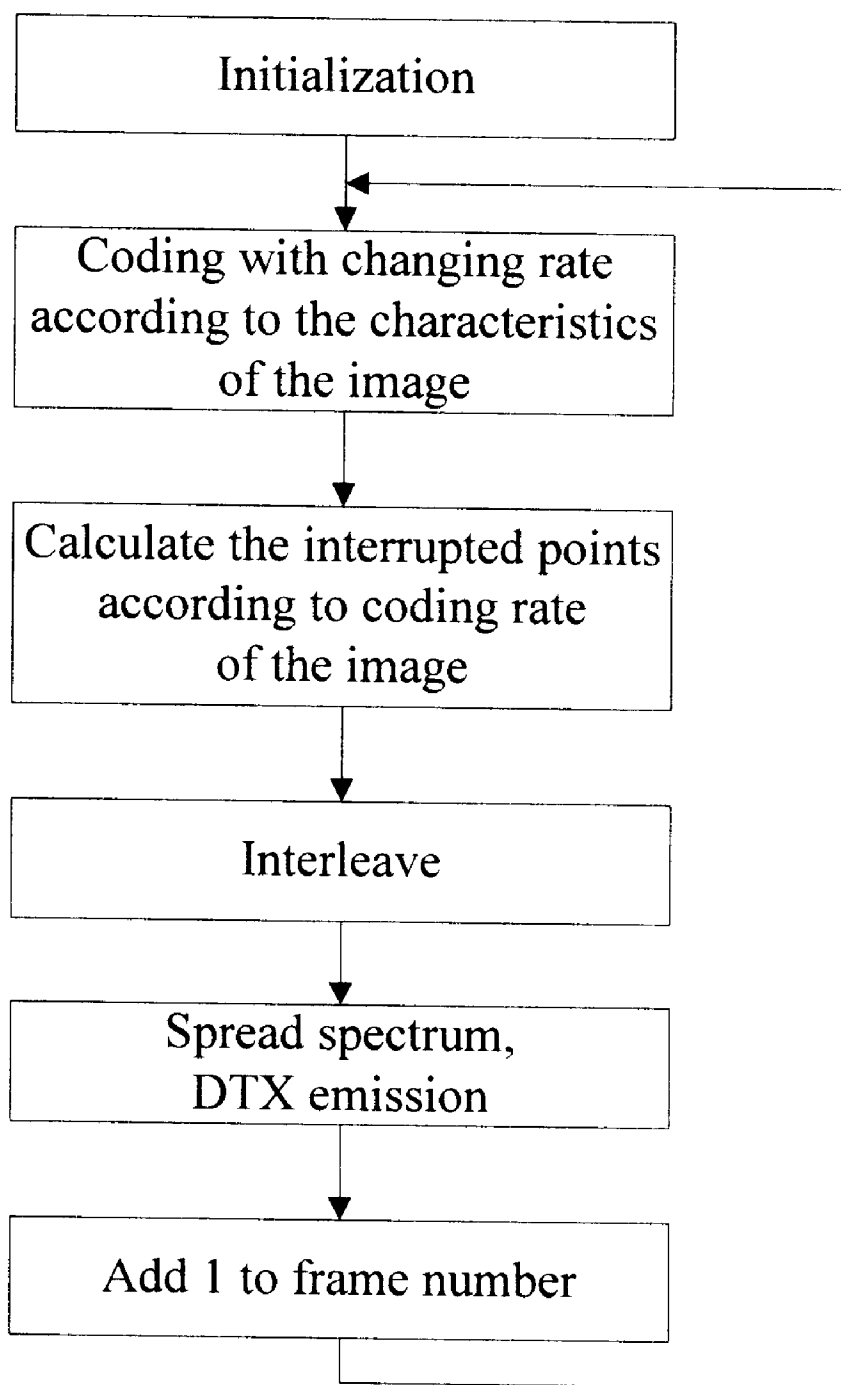 Initialization
Coding with changing rate
according to the characteristics
of the image
Calculate the interrupted points
according to coding rate
of the image
Interleave
Spread spectrum,
DTX emission
Add 1 to frame number